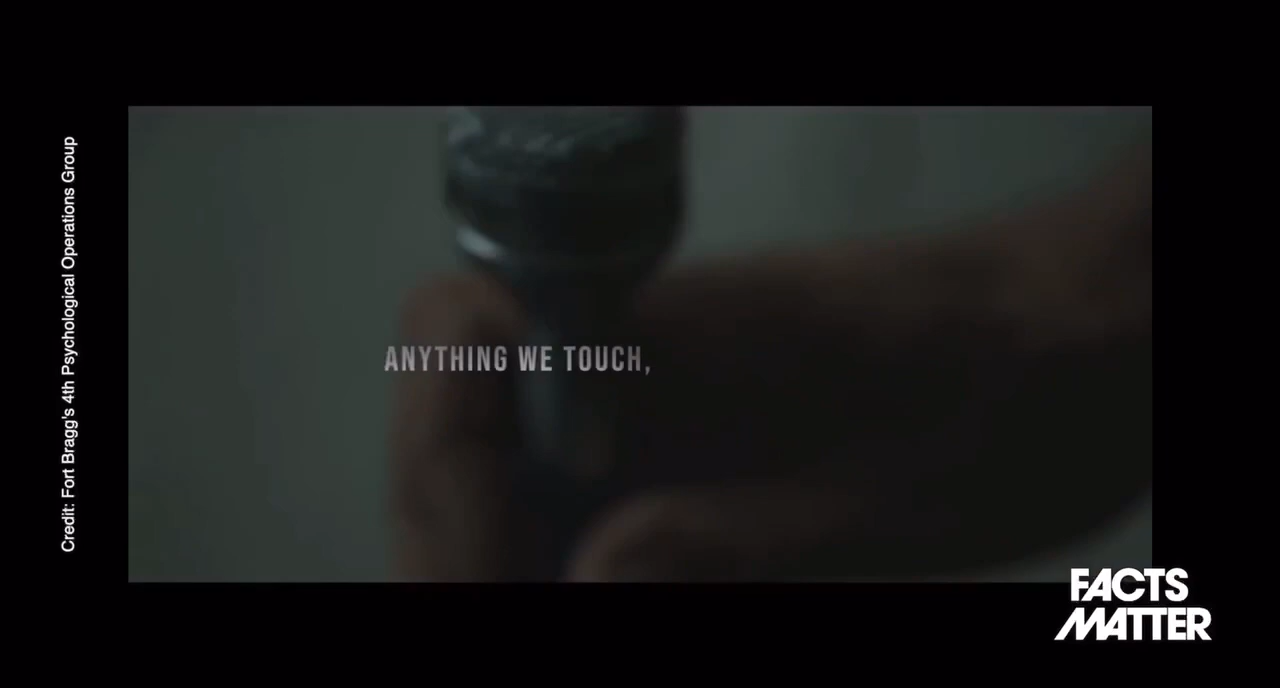 Credit: Fort Bragg's 4th Psychological Operations Group
ANYTHING WE TOUCH,
FACTS
MATTER